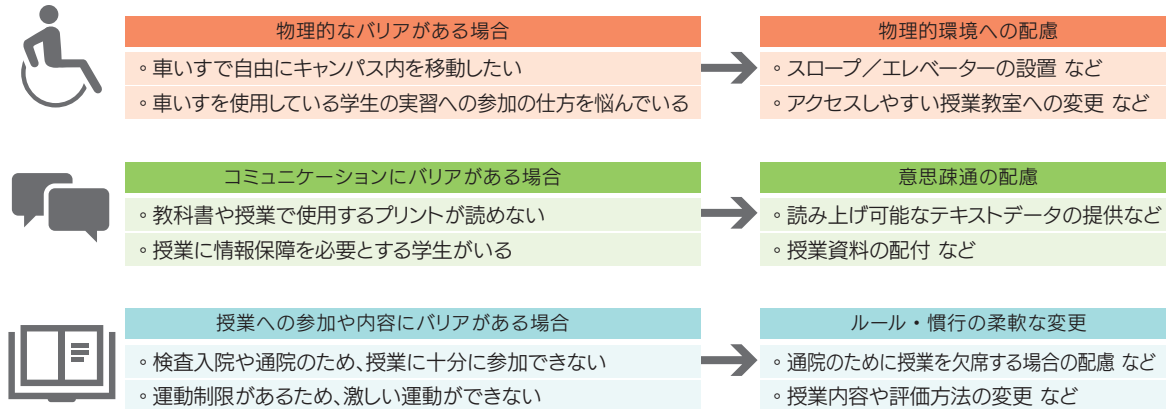 物理的なバリアがある場合
物理的環境への配慮
◦ 車いすで自由にキャンパス内を移動したい
◦ スロープ／エレベーターの設置 など
◦ 車いすを使用している学生の実習への参加の仕方を悩んでいる
◦ アクセスしやすい授業教室への変更 など
コミュニケーションにバリアがある場合
意思疎通の配慮
◦ 教科書や授業で使用するプリントが読めない
◦ 読み上げ可能なテキストデータの提供など
◦ 授業に情報保障を必要とする学生がいる
◦ 授業資料の配付 など
授業への参加や内容にバリアがある場合
ルール・慣行の柔軟な変更
◦ 検査入院や通院のため、授業に十分に参加できない
◦ 通院のために授業を欠席する場合の配慮 など
◦ 運動制限があるため、激しい運動ができない
◦ 授業内容や評価方法の変更 など